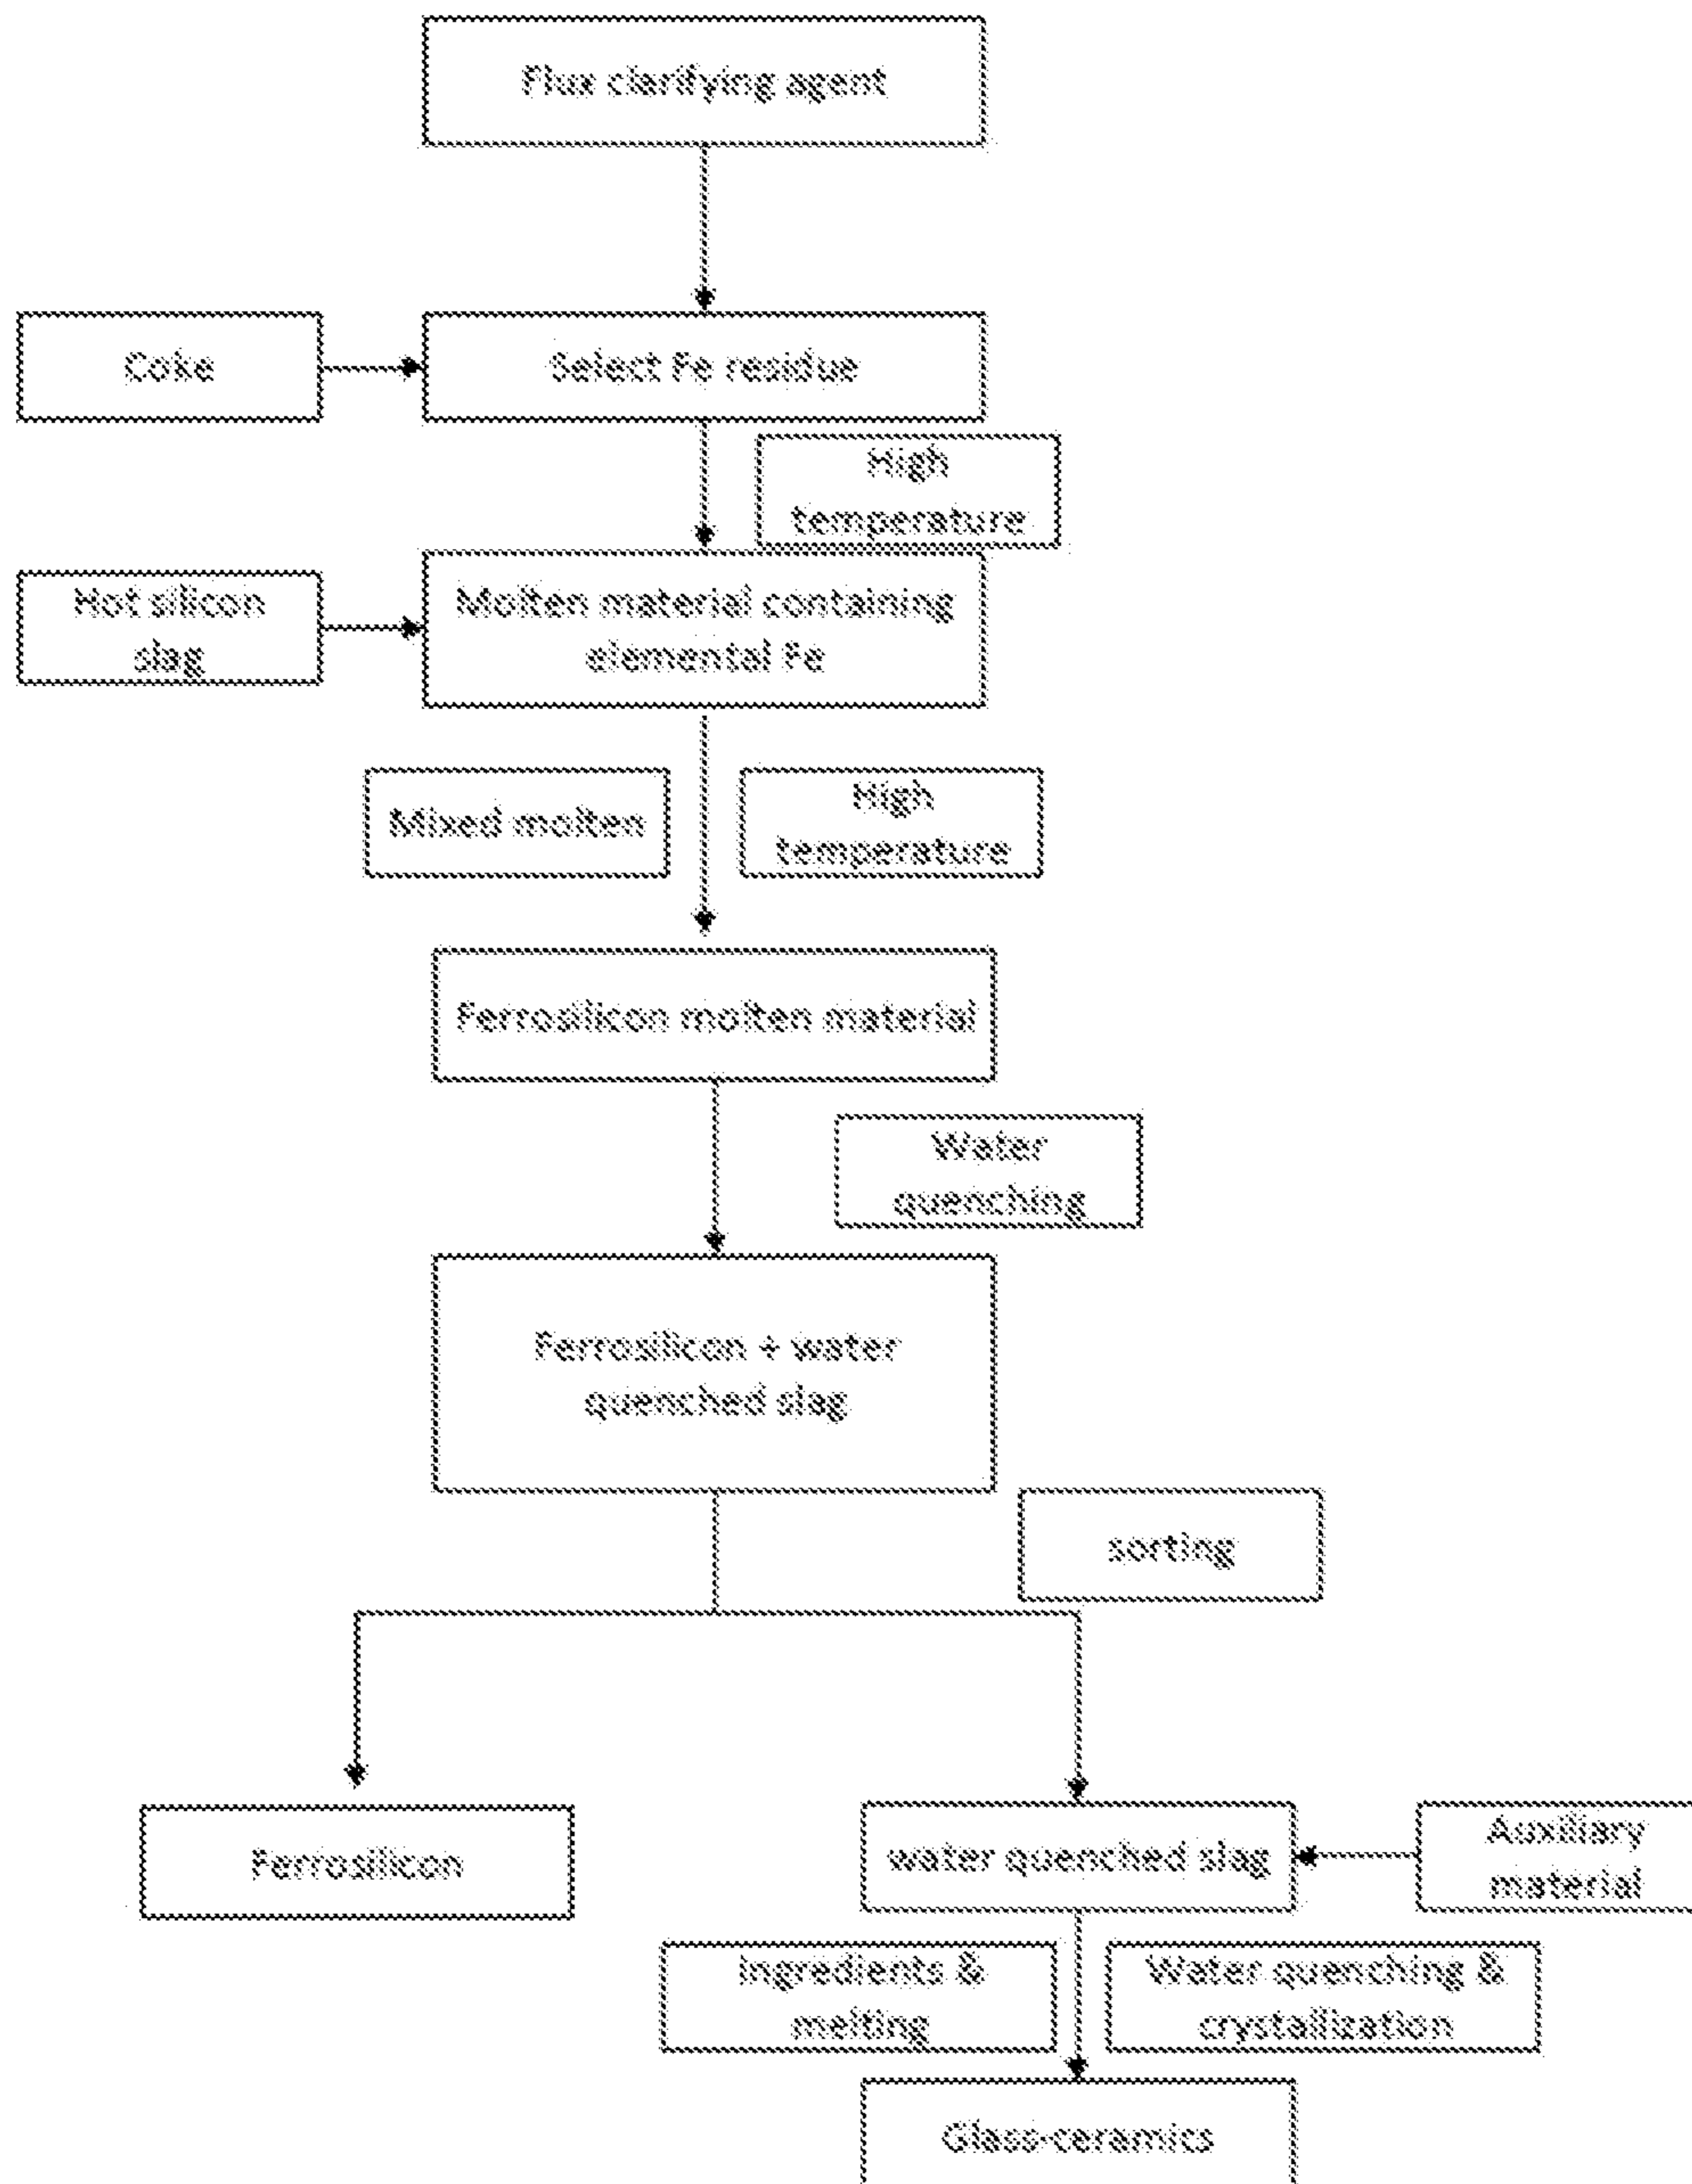 Flux clarifying agent
Coke
Select Fe residue
High
temperature
Hot silicon
slag
Molten material containing
elemental Fe
Mixed molten
High
temperature
Ferrosilicon molten material
Water
quenching
Ferrosilicon + water
quenched slag
sorting
Ferrosilicon
water quenched slag
Auxiliary
material
Ingredients &
melting
Water quenching &
crystallization
Glass-ceramics